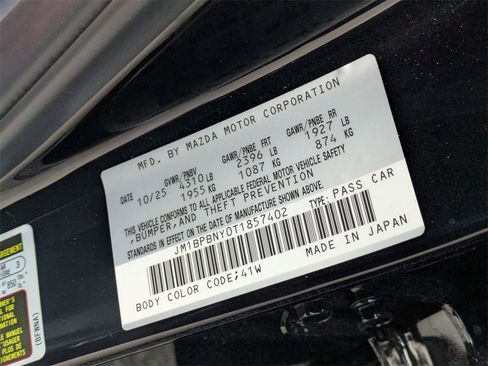 MFD. BY MAZDA MOTOR CORPORATION
DATE GVWR/PNBV GAWR/PNBE FRT GAWR/PNBE RR
10/25 4310 LB 2396 LB 1927 LB
1955 KG 1087 KG 874 KG
THIS VEHICLE CONFORMS TO ALL APPLICABLE FEDERAL MOTOR VEHICLE SAFETY
,BUMPER,AND THEFT PREVENTION
STANDARDS IN EFFECT ON THE DATE OF MANUFACTURE SHOWN ABOVE.
JM1BPBNY0T1857402 TYPE: PASS CAR
BODY COLOR CODE;41W MADE IN JAPAN
3
850
(BFWNA)